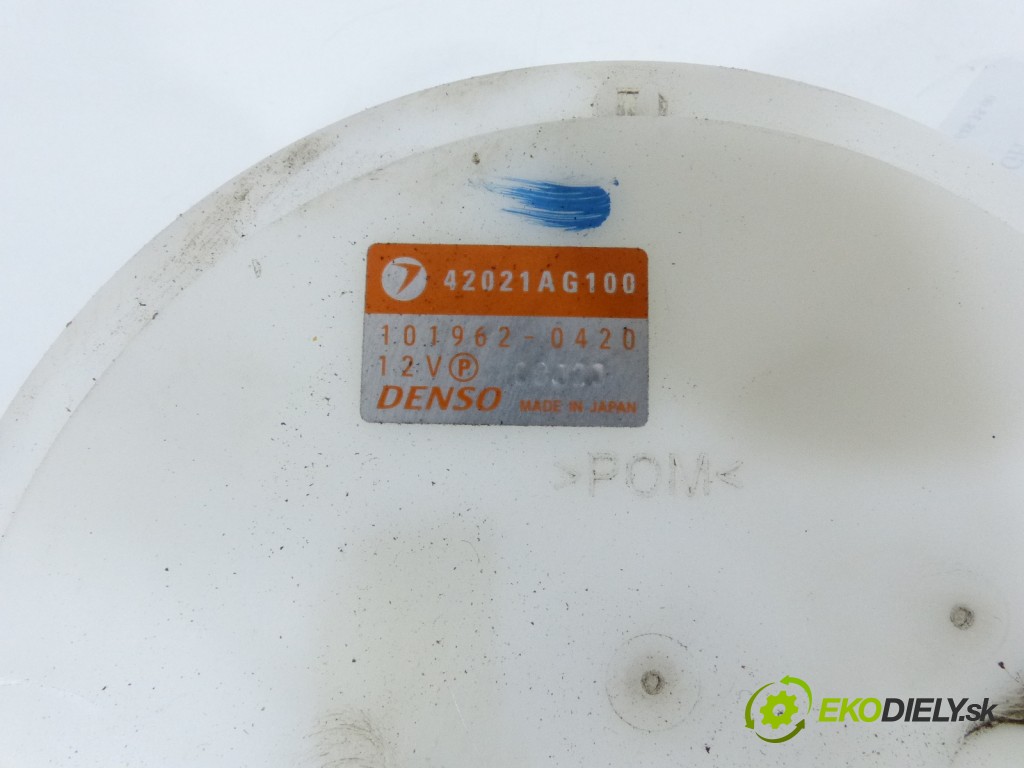 42021AG100
101962-0420
12V P
DENSO MADE IN JAPAN
>POM<
EKODIELY.sk